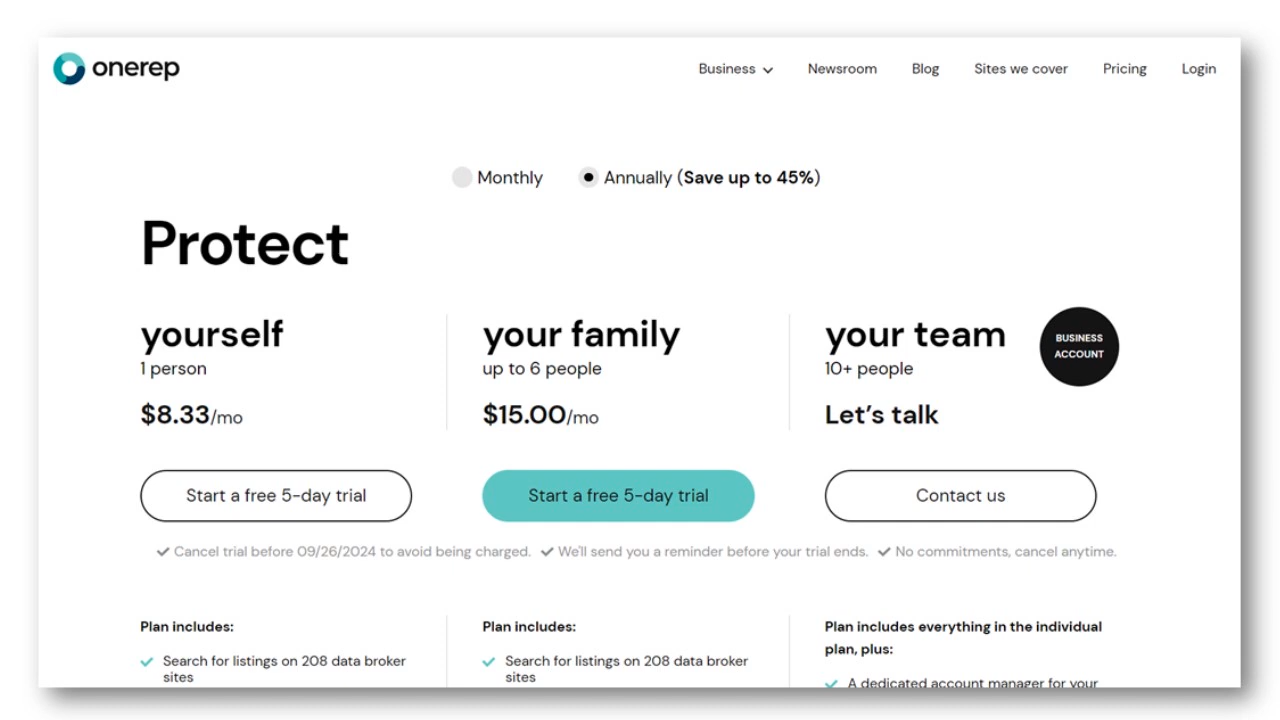 onerep
Business Newsroom Blog Sites we cover Pricing Login
Monthly Annually (Save up to 45%)
Protect
yourself
1 person
$8.33/mo
Start a free 5-day trial
your family
up to 6 people
$15.00/mo
Start a free 5-day trial
your team
10+ people
BUSINESS
ACCOUNT
Let’s talk
Contact us
Cancel trial before 09/26/2024 to avoid being charged. We'll send you a reminder before your trial ends. No commitments, cancel anytime.
Plan includes:
Search for listings on 208 data broker
sites
Plan includes:
Search for listings on 208 data broker
sites
Plan includes everything in the individual
plan, plus:
A dedicated account manager for your